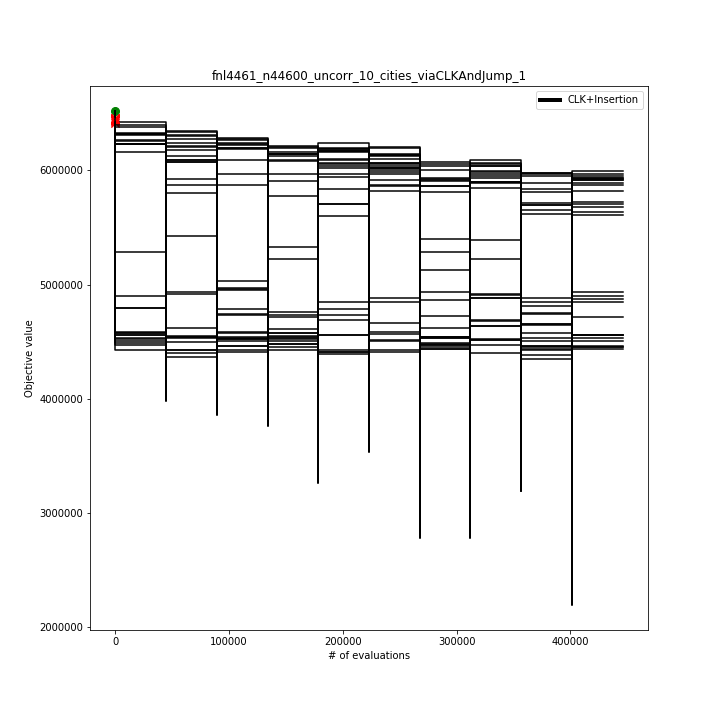 fnl4461_n44600_uncorr_10_cities_viaCLKAndJump_1
CLK+Insertion
6000000
5000000
4000000
3000000
2000000
Objective value
0
100000
200000
300000
400000
# of evaluations